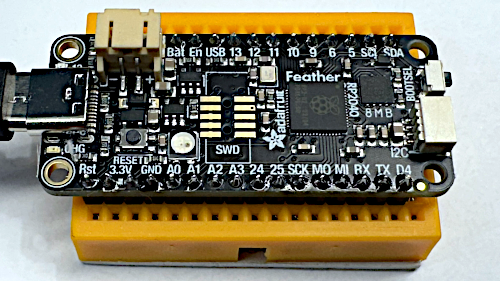 Bat En USB 13 12 11 10 9 6 5 SCL SDA
Feather
RP2040
8MB
BOOTSEL
adafruit
I2C
CHG
RESET
SWD
Rst 3.3V GND A0 A1 A2 A3 24 25 SCK MO MI RX TX D4